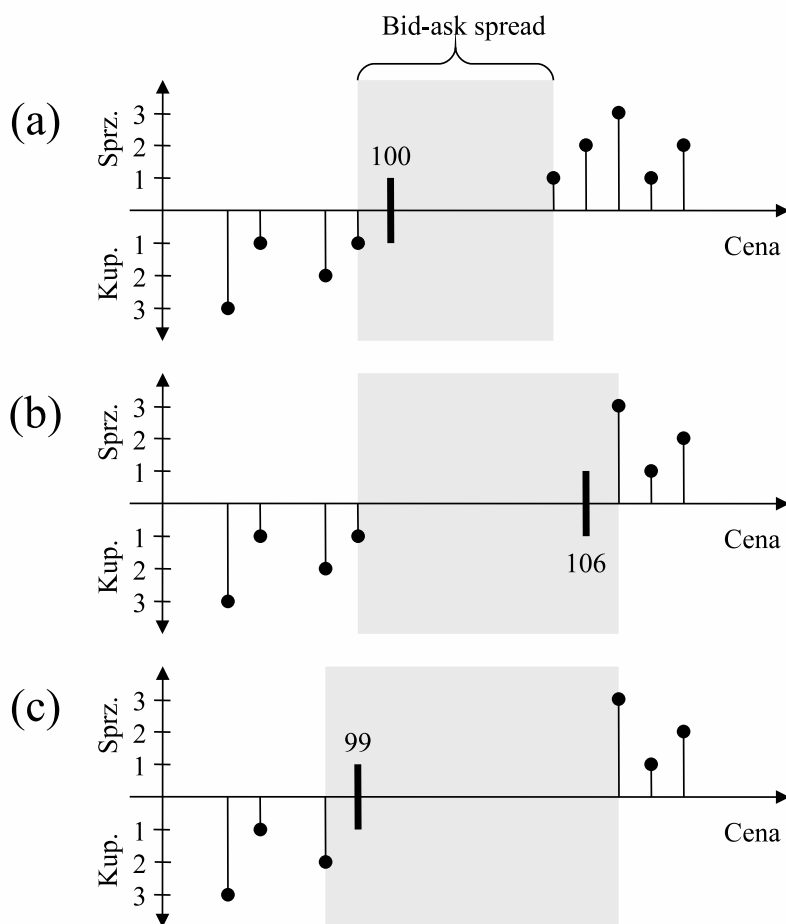 Bid-ask spread
(a)
Sprz.
3
2
1
100
Kup.
1
2
3
Cena
(b)
Sprz.
3
2
1
Kup.
1
2
3
106
Cena
(c)
Sprz.
3
2
1
99
Kup.
1
2
3
Cena